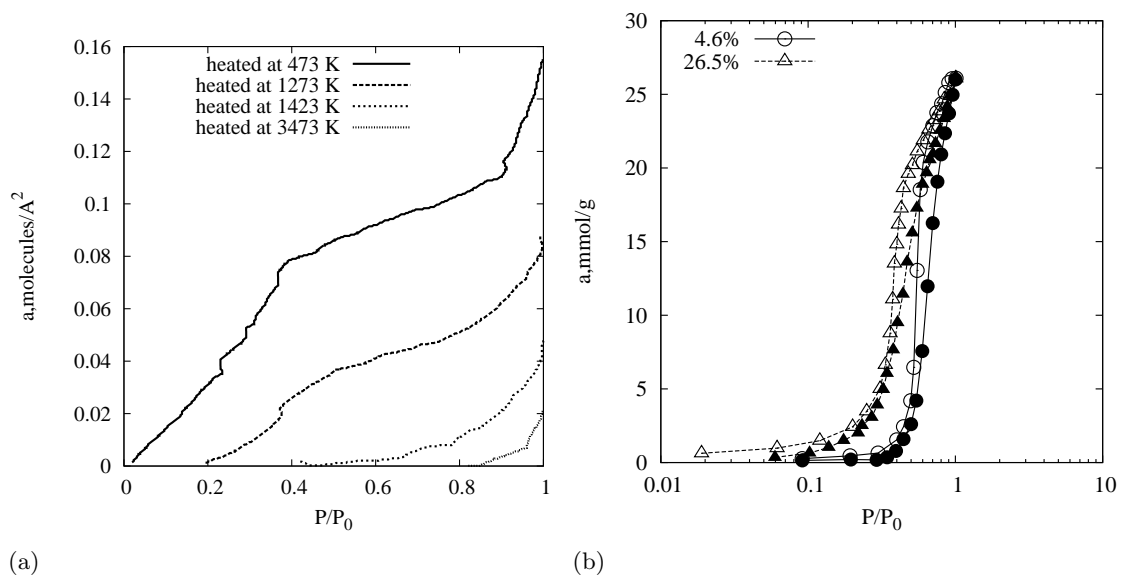 0.16
0.14
0.12
0.1
0.08
0.06
0.04
0.02
0
0 0.2 0.4 0.6 0.8 1
a,molecules/A²
P/P₀
heated at 473 K
heated at 1273 K
heated at 1423 K
heated at 3473 K
(a)
30
25
20
15
10
5
0
0.01 0.1 1 10
a,mmol/g
P/P₀
4.6%
26.5%
(b)